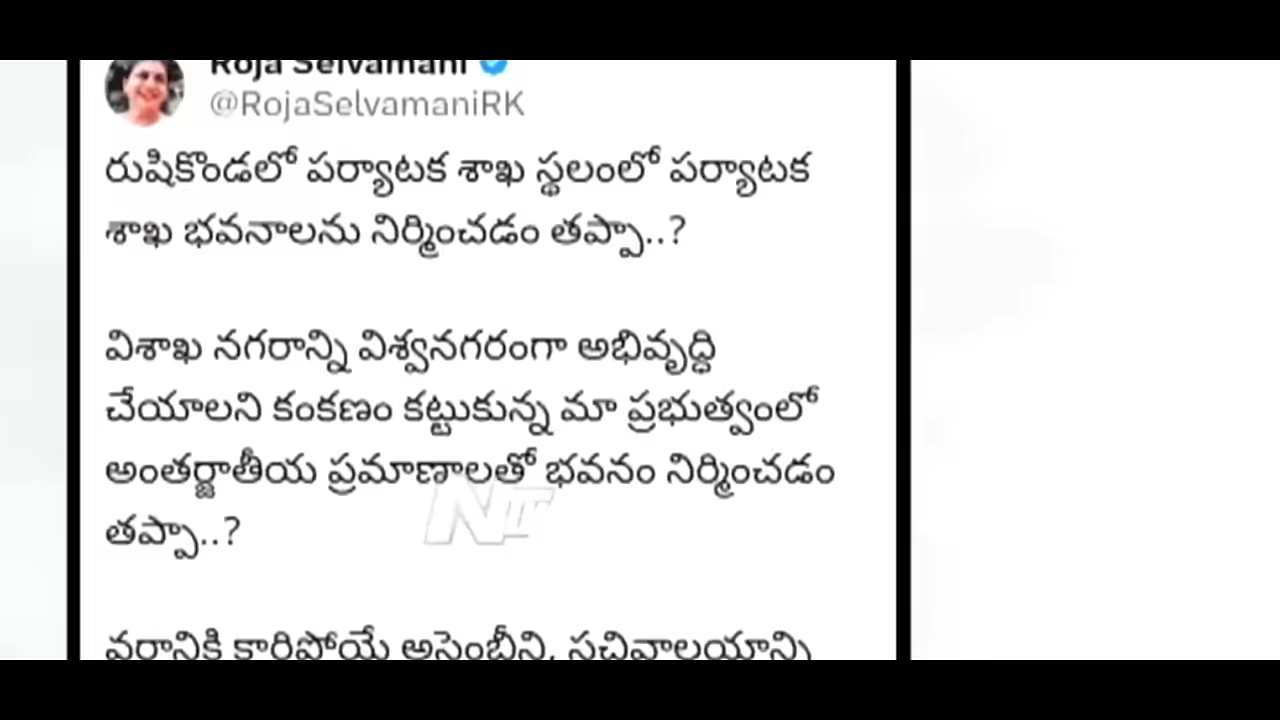 Roja Selvamani
@RojaSelvamaniRK
రుషికొండలో పర్యాటక శాఖ స్థలంలో పర్యాటక
శాఖ భవనాలను నిర్మించడం తప్పా..?
విశాఖ నగరాన్ని విశ్వనగరంగా అభివృద్ధి
చేయాలని కంకణం కట్టుకున్న మా ప్రభుత్వంలో
అంతర్జాతీయ ప్రమాణాలతో భవనం నిర్మించడం
తప్పా..?
NTV
వర్షానికి కారిపోయే అసెంబ్లీని, సచివాలయాన్ని